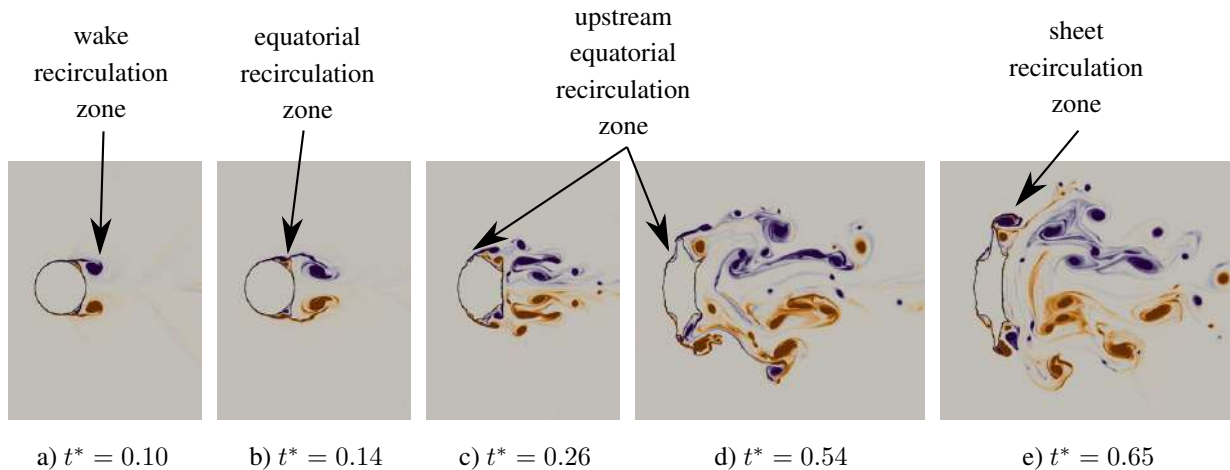 wake
recirculation
zone
equatorial
recirculation
zone
upstream
equatorial
recirculation
zone
sheet
recirculation
zone
a) t* = 0.10
b) t* = 0.14
c) t* = 0.26
d) t* = 0.54
e) t* = 0.65